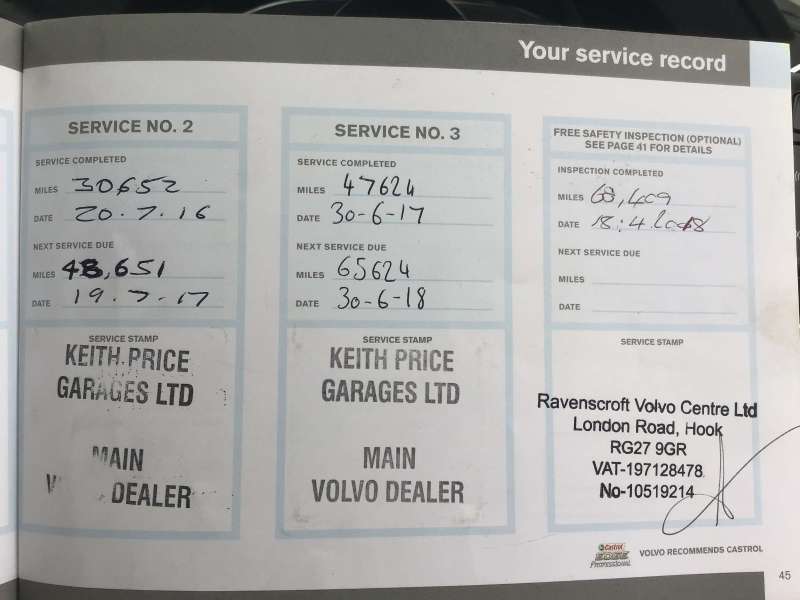 Your service record
SERVICE NO. 2
SERVICE COMPLETED
MILES 30652
DATE 20.7.16
NEXT SERVICE DUE
MILES 48,651
DATE 19.7.17
SERVICE STAMP
KEITH PRICE
GARAGES LTD
MAIN
DEALER
SERVICE NO. 3
SERVICE COMPLETED
MILES 47624
DATE 30-6-17
NEXT SERVICE DUE
MILES 65624
DATE 30-6-18
SERVICE STAMP
KEITH PRICE
GARAGES LTD
MAIN
VOLVO DEALER
FREE SAFETY INSPECTION (OPTIONAL)
SEE PAGE 41 FOR DETAILS
INSPECTION COMPLETED
MILES
DATE
NEXT SERVICE DUE
MILES
DATE
SERVICE STAMP
Ravenscroft Volvo Centre Ltd
London Road, Hook
RG27 9GR
VAT-197128478
No-10519214
Castrol
EDGE
Professional
VOLVO RECOMMENDS CASTROL
45